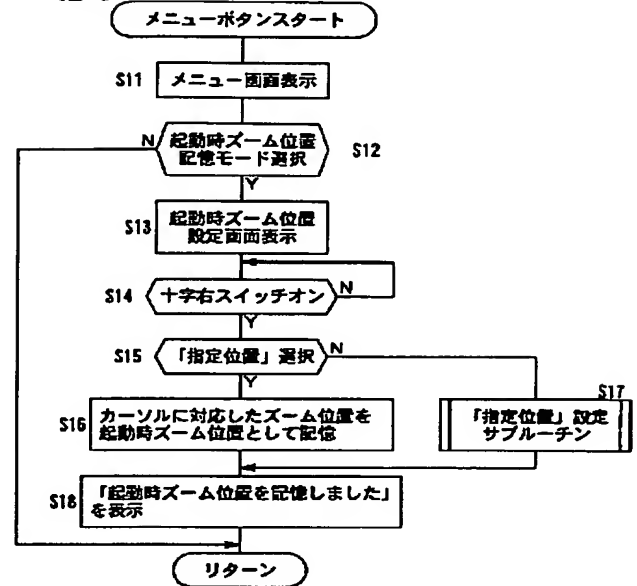 メニューボタンスタート
S11 メニュー画面表示
N 起動時ズーム位置
記憶モード選択 S12
Y
S13 起動時ズーム位置
設定画面表示
S14 十字右スイッチオン N
Y
S15 「指定位置」選択 N
Y
S16 カーソルに対応したズーム位置を
起動時ズーム位置として記憶
S17
「指定位置」設定
サブルーチン
S18 「起動時ズーム位置を記憶しました」
を表示
リターン